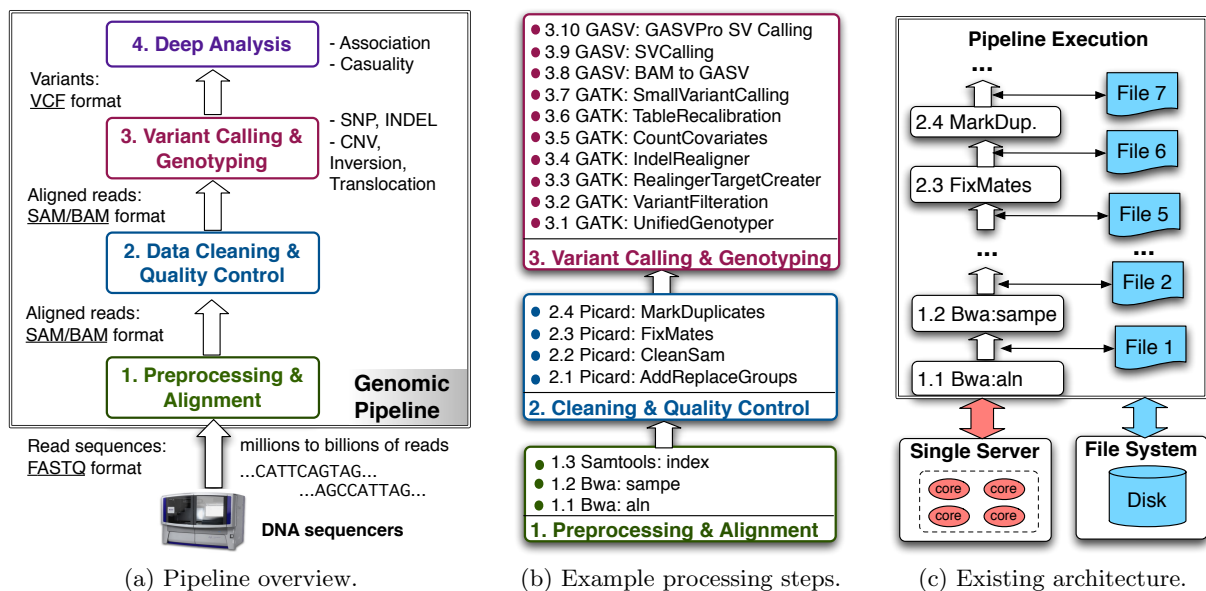 4. Deep Analysis
- Association
- Casuality
Variants:
VCF format
3. Variant Calling &
Genotyping
- SNP, INDEL
- CNV,
Inversion,
Translocation
Aligned reads:
SAM/BAM format
2. Data Cleaning &
Quality Control
Aligned reads:
SAM/BAM format
1. Preprocessing &
Alignment
Genomic
Pipeline
Read sequences:
FASTQ format
millions to billions of reads
...CATTCAGTAG...
...AGCCATTAG...
DNA sequencers
(a) Pipeline overview.
3.10 GASV: GASVPro SV Calling
3.9 GASV: SVCalling
3.8 GASV: BAM to GASV
3.7 GATK: SmallVariantCalling
3.6 GATK: TableRecalibration
3.5 GATK: CountCovariates
3.4 GATK: IndelRealigner
3.3 GATK: RealingerTargetCreater
3.2 GATK: VariantFilteration
3.1 GATK: UnifiedGenotyper
3. Variant Calling & Genotyping
2.4 Picard: MarkDuplicates
2.3 Picard: FixMates
2.2 Picard: CleanSam
2.1 Picard: AddReplaceGroups
2. Cleaning & Quality Control
1.3 Samtools: index
1.2 Bwa: sampe
1.1 Bwa: aln
1. Preprocessing & Alignment
(b) Example processing steps.
Pipeline Execution
...
File 7
2.4 MarkDup.
File 6
2.3 FixMates
File 5
... ...
File 2
1.2 Bwa:sampe
File 1
1.1 Bwa:aln
Single Server
core core
core core
File System
Disk
(c) Existing architecture.